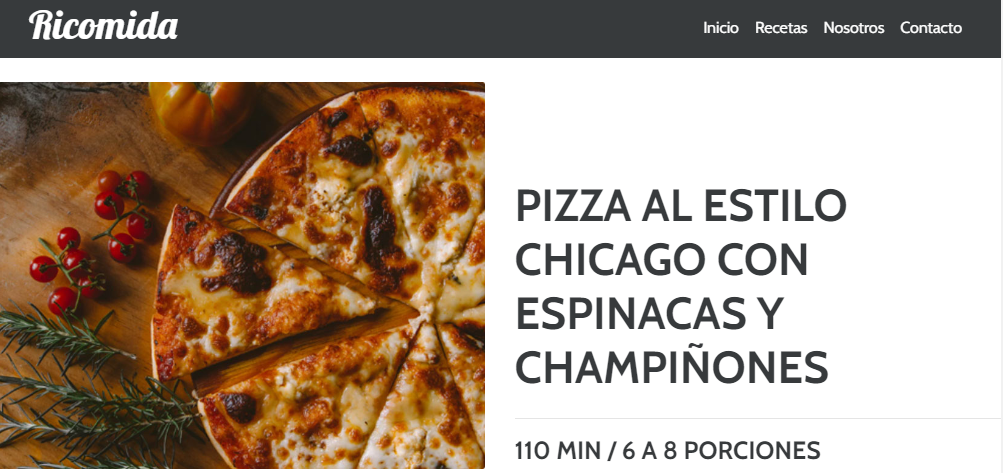 Ricomida
Inicio Recetas Nosotros Contacto
PIZZA AL ESTILO
CHICAGO CON
ESPINACAS Y
CHAMPIÑONES
110 MIN / 6 A 8 PORCIONES